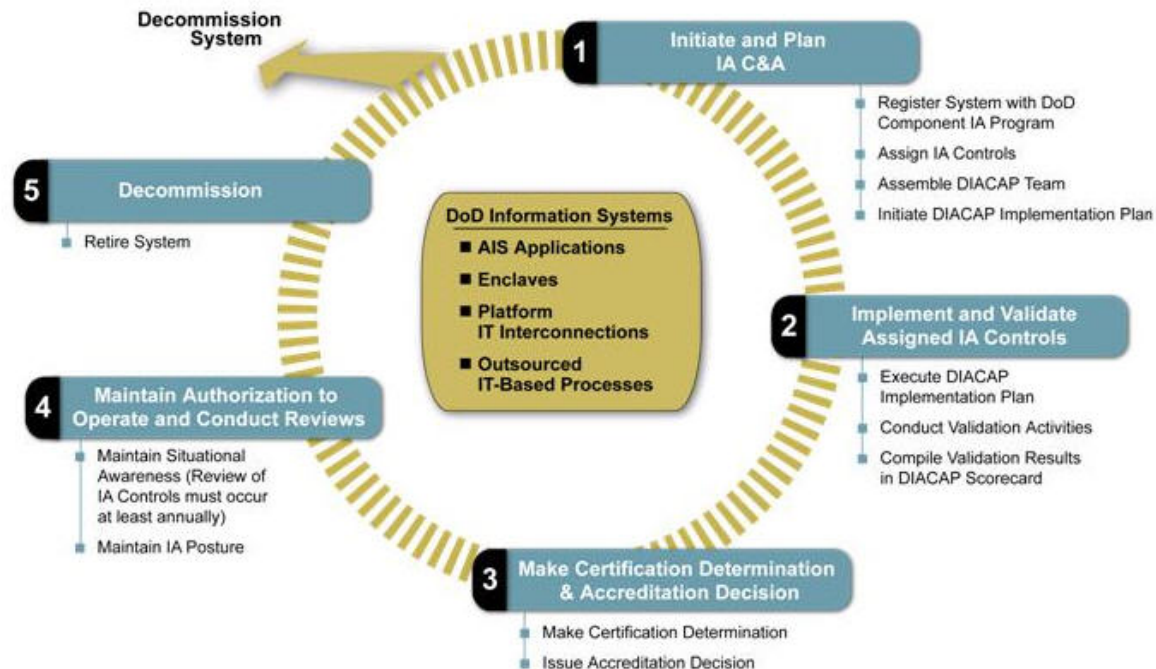 Decommission
System
1
Initiate and Plan
IA C&A
Register System with DoD
Component IA Program
Assign IA Controls
Assemble DIACAP Team
Initiate DIACAP Implementation Plan
2
Implement and Validate
Assigned IA Controls
Execute DIACAP
Implementation Plan
Conduct Validation Activities
Compile Validation Results
in DIACAP Scorecard
3
Make Certification Determination
& Accreditation Decision
Make Certification Determination
Issue Accreditation Decision
4
Maintain Authorization to
Operate and Conduct Reviews
Maintain Situational
Awareness (Review of
IA Controls must occur
at least annually)
Maintain IA Posture
5
Decommission
Retire System
DoD Information Systems
AIS Applications
Enclaves
Platform
IT Interconnections
Outsourced
IT-Based Processes